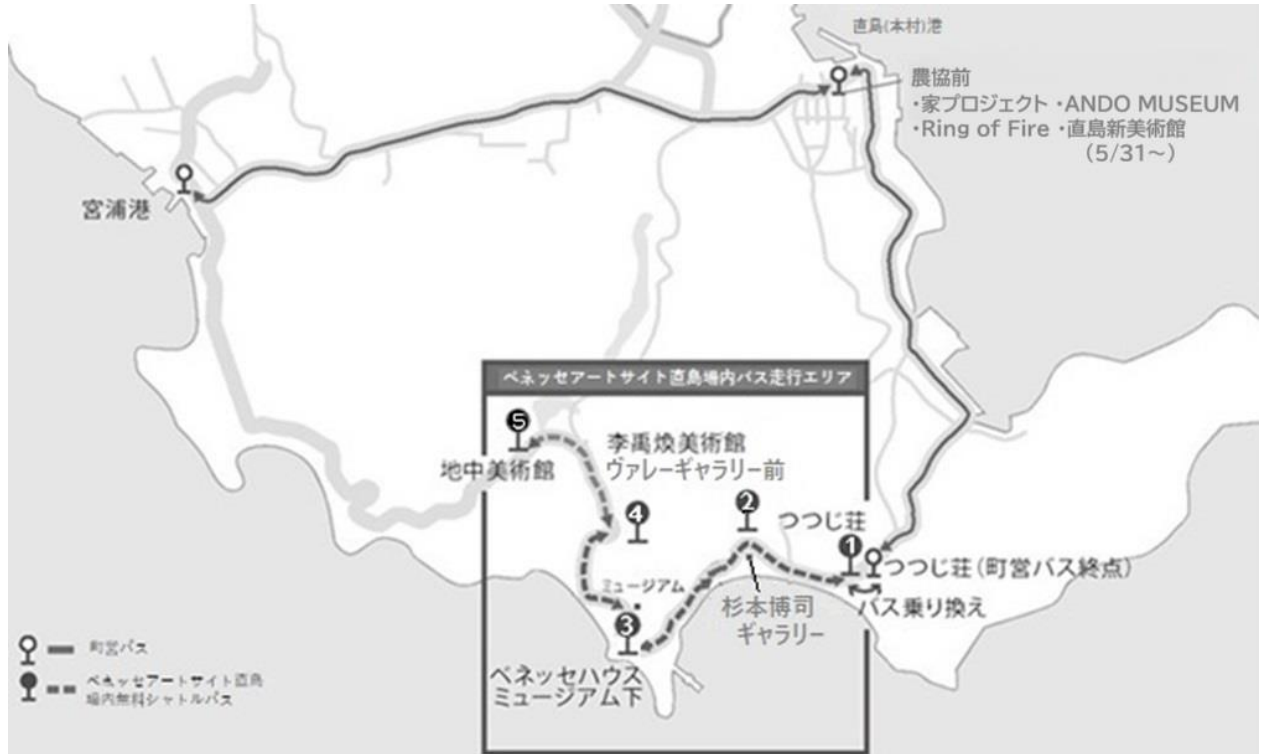 直島(本村)港
農協前
・家プロジェクト ・ANDO MUSEUM
・Ring of Fire ・直島新美術館
(5/31～)
宮浦港
ベネッセアートサイト直島場内バス走行エリア
5
地中美術館
李禹煥美術館
ヴァレーギャラリー前
4
2
つつじ荘
1
つつじ荘(町営バス終点)
バス乗り換え
ミュージアム
杉本博司
ギャラリー
3
ベネッセハウス
ミュージアム下
町営バス
ベネッセアートサイト直島
場内無料シャトルバス